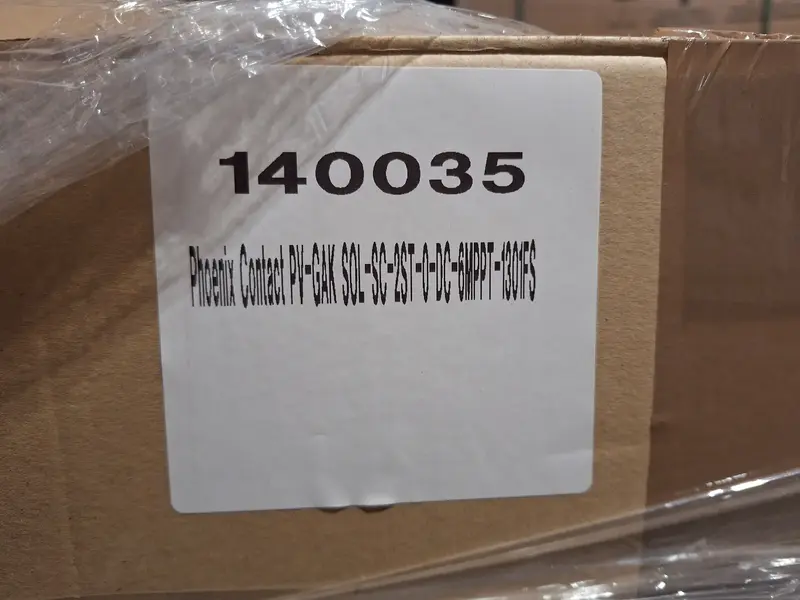 140035
Phoenix Contact PV-GAK SOL-SC-2ST-0-DC-6MPPT-1301FS